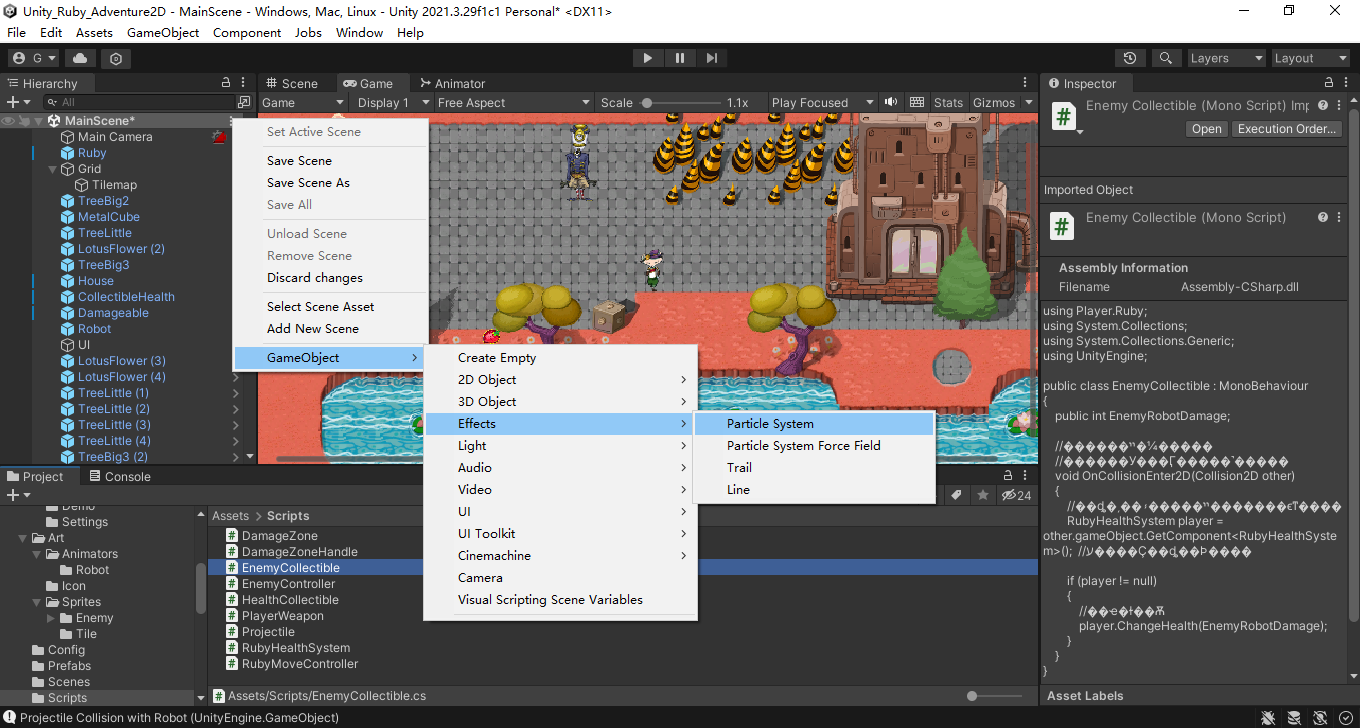 Unity_Ruby_Adventure2D - MainScene - Windows, Mac, Linux - Unity 2021.3.29f1c1 Personal* <DX11>
File Edit Assets GameObject Component Jobs Window Help
G Layers Layout
Hierarchy
All
MainScene*
Main Camera
Ruby
Grid
Tilemap
TreeBig2
MetalCube
TreeLittle
LotusFlower (2)
TreeBig3
House
CollectibleHealth
Damageable
Robot
UI
LotusFlower (3)
LotusFlower (4)
TreeLittle (1)
TreeLittle (2)
TreeLittle (3)
TreeLittle (4)
TreeBig3 (2)
Scene Game Animator
Game Display 1 Free Aspect Scale 1.1x Play Focused Stats Gizmos
Set Active Scene
Save Scene
Save Scene As
Save All
Unload Scene
Remove Scene
Discard changes
Select Scene Asset
Add New Scene
GameObject
Create Empty
2D Object
3D Object
Effects
Light
Audio
Video
UI
UI Toolkit
Cinemachine
Camera
Visual Scripting Scene Variables
Particle System
Particle System Force Field
Trail
Line
Inspector
Enemy Collectible (Mono Script) Imp
Open Execution Order...
Imported Object
Enemy Collectible (Mono Script)
Assembly Information
Filename Assembly-CSharp.dll
using Player.Ruby;
using System.Collections;
using System.Collections.Generic;
using UnityEngine;
public class EnemyCollectible : MonoBehaviour
{
public int EnemyRobotDamage;
void OnCollisionEnter2D(Collision2D other)
{
RubyHealthSystem player =
other.gameObject.GetComponent<RubyHealthSyste
m>();
if (player != null)
{
player.ChangeHealth(EnemyRobotDamage);
}
}
}
Asset Labels
Project Console
24
Demo
Settings
Art
Animators
Robot
Icon
Sprites
Enemy
Tile
Config
Prefabs
Scenes
Scripts
Assets > Scripts
DamageZone
DamageZoneHandle
EnemyCollectible
EnemyController
HealthCollectible
PlayerWeapon
Projectile
RubyHealthSystem
RubyMoveController
Assets/Scripts/EnemyCollectible.cs
Projectile Collision with Robot (UnityEngine.GameObject)